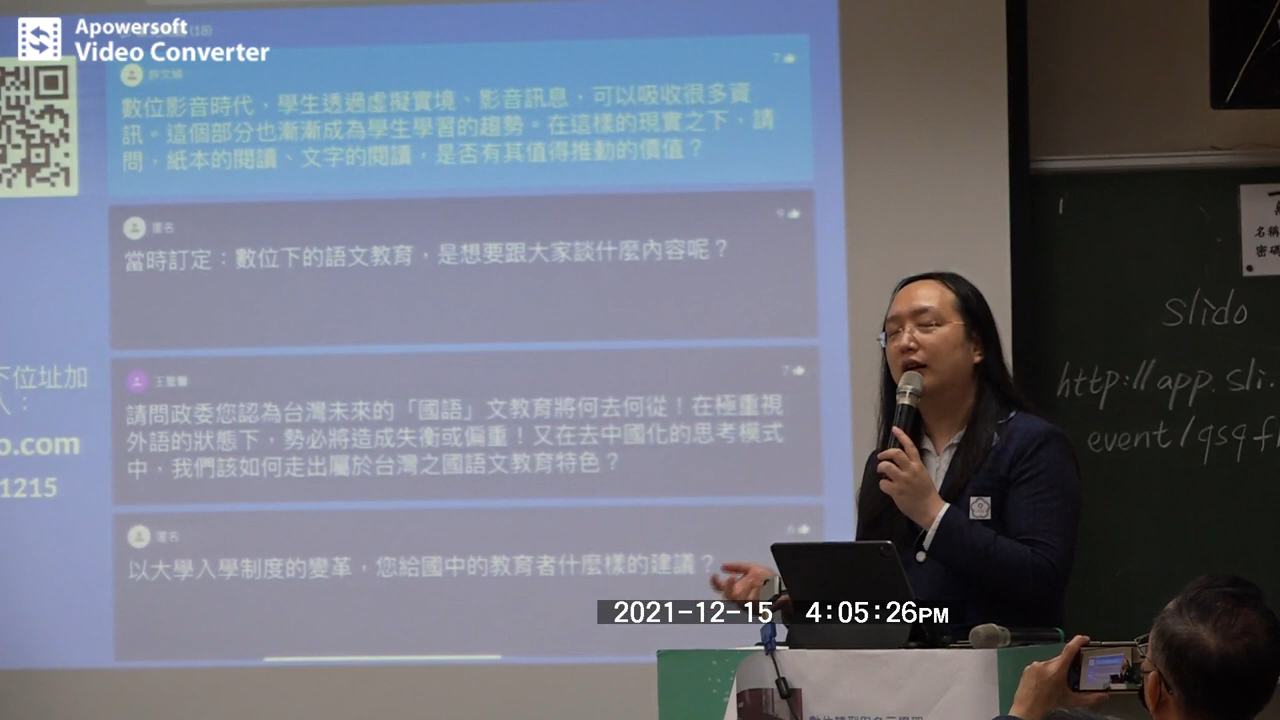 Apowersoft
Video Converter
(18)
7
數位影音時代，學生透過虛擬實境、影音訊息，可以吸收很多資
訊。這個部分也漸漸成為學生學習的趨勢。在這樣的現實之下，請
問，紙本的閱讀、文字的閱讀，是否有其值得推動的價值？
匿名
9
當時訂定：數位下的語文教育，是想要跟大家談什麼內容呢？
7
請問政委您認為台灣未來的「國語」文教育將何去何從！在極重視
外語的狀態下，勢必將造成失衡或偏重！又在去中國化的思考模式
中，我們該如何走出屬於台灣之國語文教育特色？
匿名
6
以大學入學制度的變革，您給國中的教育者什麼樣的建議？
下位址加
o.com
1215
2021-12-15 4:05:26PM
名稱
密碼
slido
http://app.sli.
event/qsqf